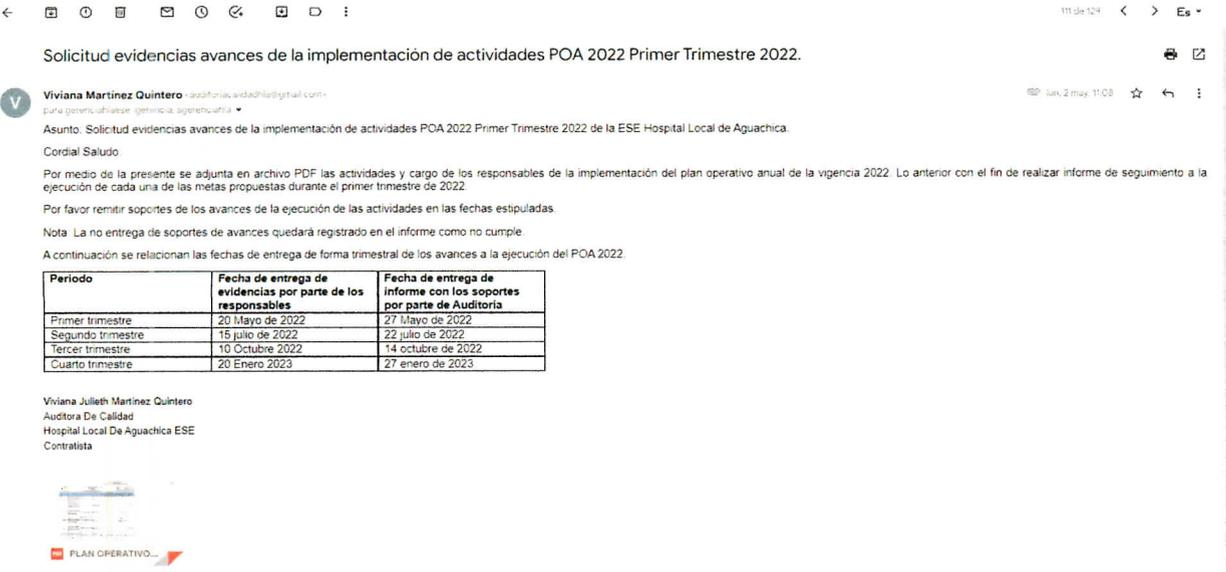 111 de 129
Es
Solicitud evidencias avances de la implementación de actividades POA 2022 Primer Trimestre 2022.
V
Viviana Martínez Quintero
lun, 2 may, 11:08
Asunto: Solicitud evidencias avances de la implementación de actividades POA 2022 Primer Trimestre 2022 de la ESE Hospital Local de Aguachica.
Cordial Saludo
Por medio de la presente se adjunta en archivo PDF las actividades y cargo de los responsables de la implementación del plan operativo anual de la vigencia 2022. Lo anterior con el fin de realizar informe de seguimiento a la
ejecución de cada una de las metas propuestas durante el primer trimestre de 2022
Por favor remitir soportes de los avances de la ejecución de las actividades en las fechas estipuladas.
Nota. La no entrega de soportes de avances quedará registrado en el informe como no cumple.
A continuación se relacionan las fechas de entrega de forma trimestral de los avances a la ejecución del POA 2022.
Periodo
Fecha de entrega de
evidencias por parte de los
responsables
Fecha de entrega de
informe con los soportes
por parte de Auditoria
Primer trimestre 20 Mayo de 2022 27 Mayo de 2022
Segundo trimestre 15 julio de 2022 22 julio de 2022
Tercer trimestre 10 Octubre 2022 14 octubre de 2022
Cuarto trimestre 20 Enero 2023 27 enero de 2023
Viviana Julieth Martínez Quintero
Auditora De Calidad
Hospital Local De Aguachica ESE
Contratista
PDF PLAN OPERATIVO...